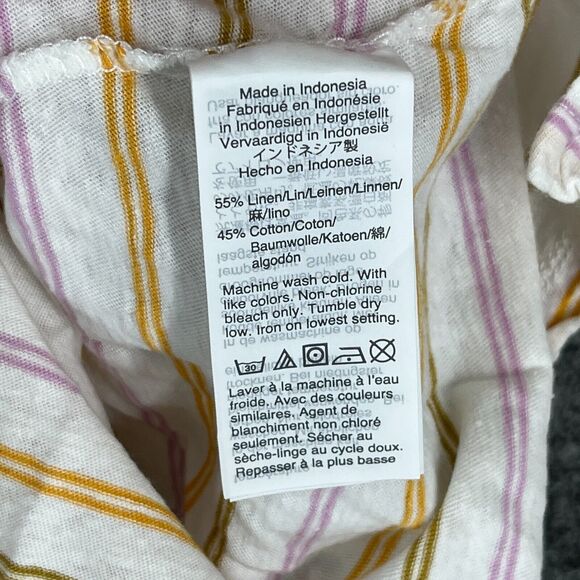 Made in Indonesia
Fabriqué en Indonésie
in Indonesien Hergestellt
Vervaardigd in Indonesië
インドネシア製
Hecho en Indonesia
55% Linen/Lin/Leinen/Linnen/
麻/lino
45% Cotton/Coton/
Baumwolle/Katoen/綿/
algodón
Machine wash cold. With
like colors. Non-chlorine
bleach only. Tumble dry
low. Iron on lowest setting.
30
Laver à la machine à l'eau
froide. Avec des couleurs
similaires. Agent de
blanchiment non chloré
seulement. Sécher au
sèche-linge au cycle doux.
Repasser à la plus basse